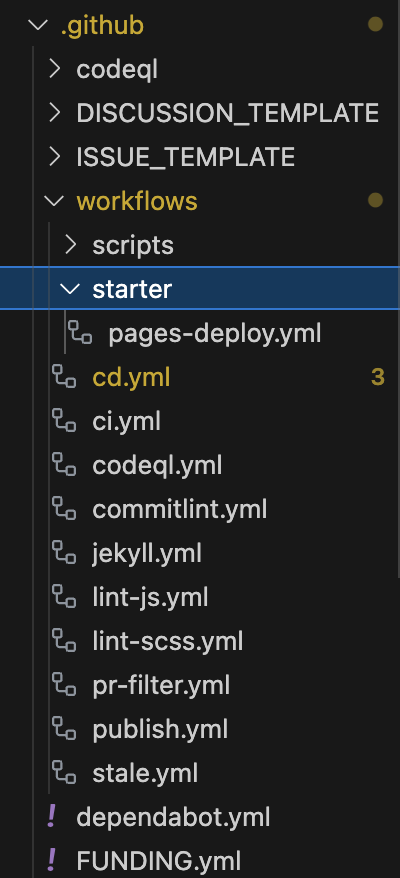 .github
codeql
DISCUSSION_TEMPLATE
ISSUE_TEMPLATE
workflows
scripts
starter
pages-deploy.yml
cd.yml 3
ci.yml
codeql.yml
commitlint.yml
jekyll.yml
lint-js.yml
lint-scss.yml
pr-filter.yml
publish.yml
stale.yml
! dependabot.yml
! FUNDING.yml